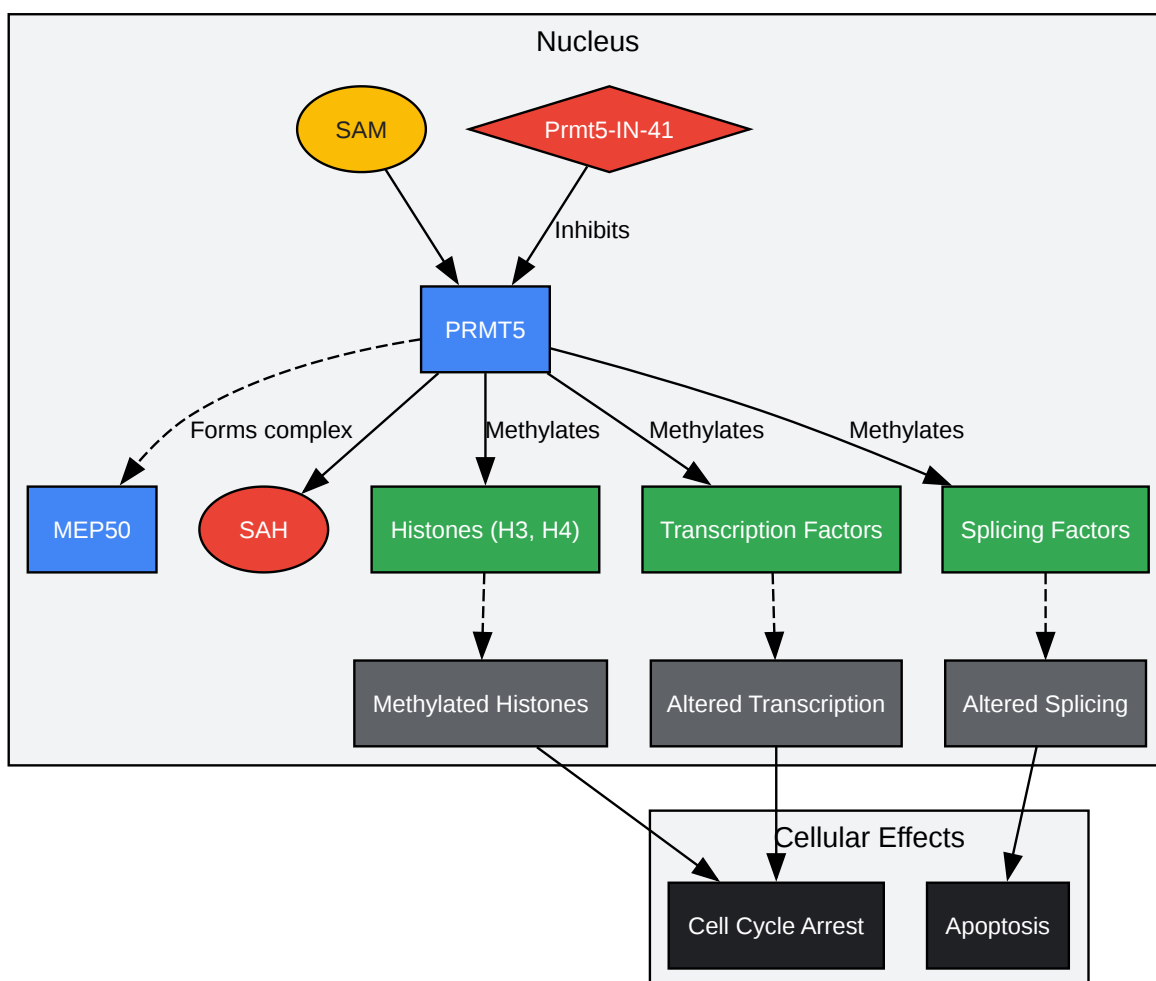 Nucleus
SAM
Prmt5-IN-41
Inhibits
PRMT5
Forms complex
Methylates
Methylates
Methylates
MEP50
SAH
Histones (H3, H4)
Transcription Factors
Splicing Factors
Methylated Histones
Altered Transcription
Altered Splicing
Cellular Effects
Cell Cycle Arrest
Apoptosis